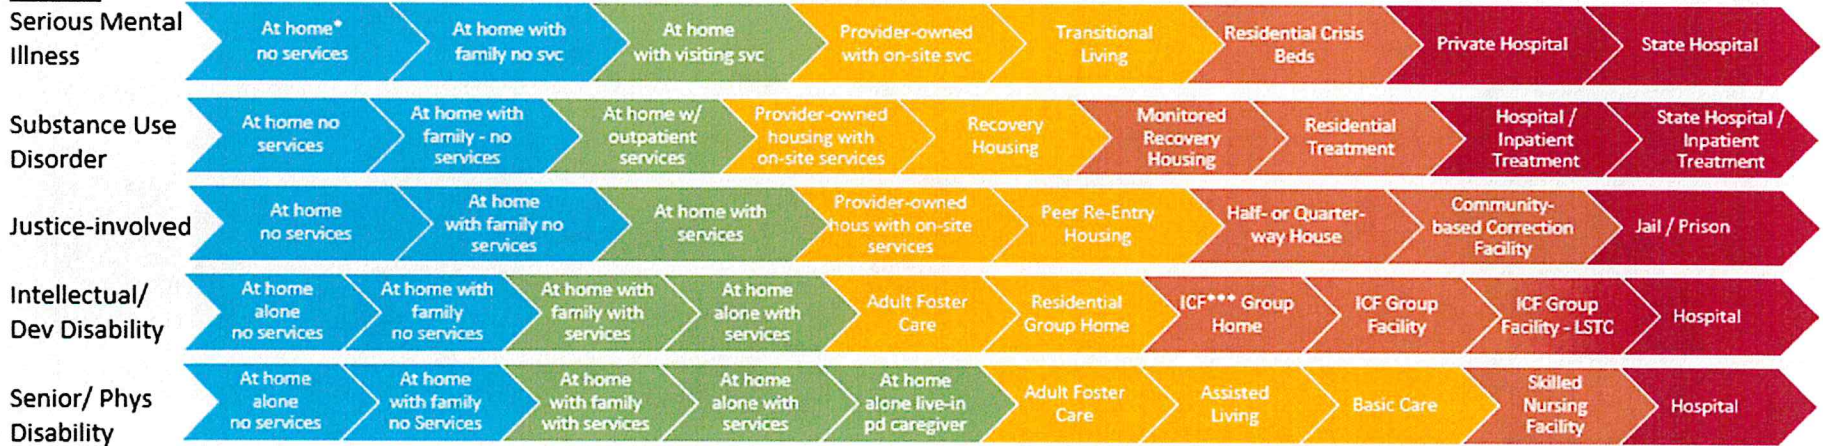 Serious Mental
Illness
At home*
no services
At home with
family no svc
At home
with visiting svc
Provider-owned
with on-site svc
Transitional
Living
Residential Crisis
Beds
Private Hospital
State Hospital
Substance Use
Disorder
At home no
services
At home with
family - no
services
At home w/
outpatient
services
Provider-owned
housing with
on-site services
Recovery
Housing
Monitored
Recovery
Housing
Residential
Treatment
Hospital /
Inpatient
Treatment
State Hospital /
Inpatient
Treatment
Justice-involved
At home
no services
At home
with family no
services
At home with
services
Provider-owned
hous with on-site
services
Peer Re-Entry
Housing
Half- or Quarter-
way House
Community-
based Correction
Facility
Jail / Prison
Intellectual/
Dev Disability
At home
alone
no services
At home with
family
no services
At home with
family with
services
At home
alone with
services
Adult Foster
Care
Residential
Group Home
ICF*** Group
Home
ICF Group
Facility
ICF Group
Facility - LSTC
Hospital
Senior/ Phys
Disability
At home
alone
no services
At home
with family
no Services
At home
with family
with services
At home
alone with
services
At home
alone live-in
pd caregiver
Adult Foster
Care
Assisted
Living
Basic Care
Skilled
Nursing
Facility
Hospital